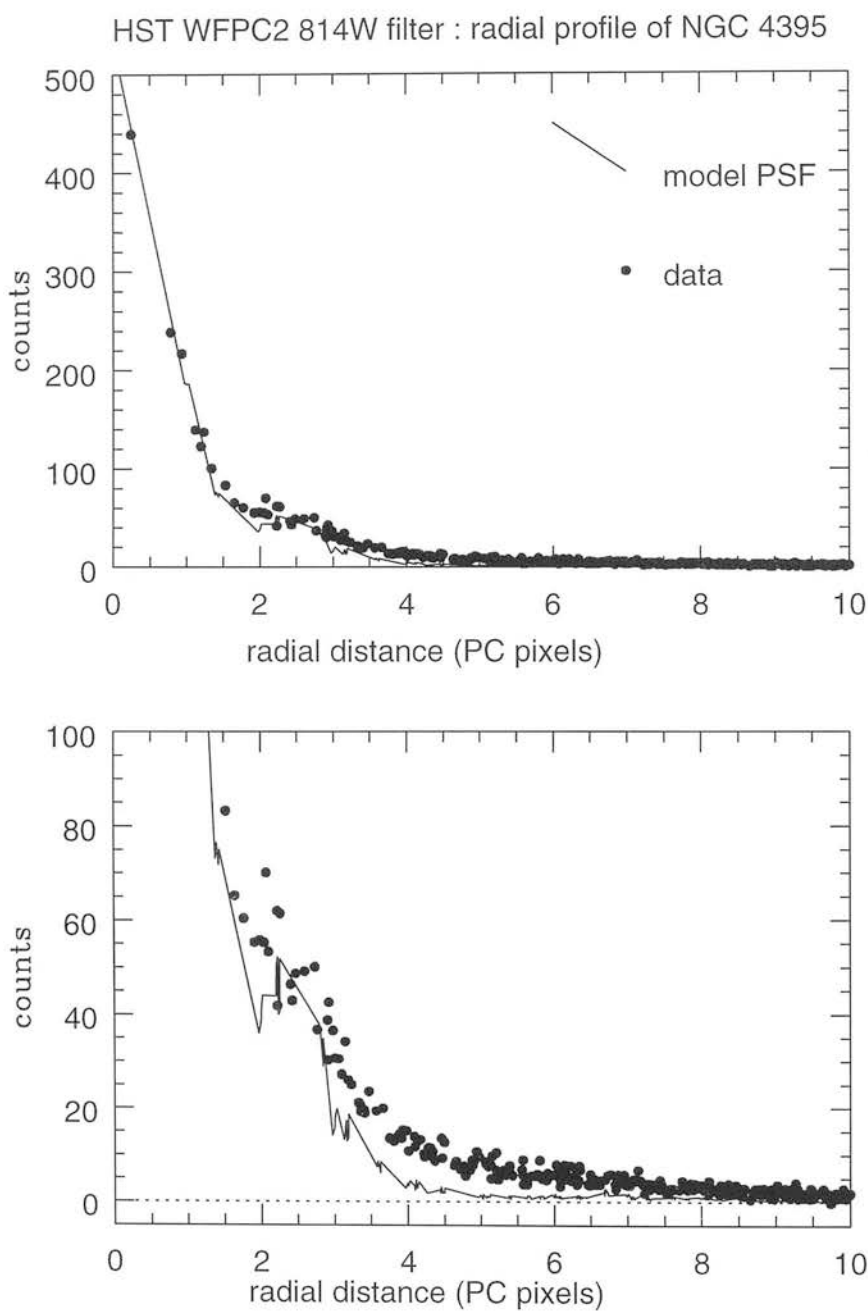 HST WFPC2 814W filter : radial profile of NGC 4395
500
400
300
200
100
0
counts
model PSF
data
0 2 4 6 8 10
radial distance (PC pixels)
100
80
60
40
20
0
counts
0 2 4 6 8 10
radial distance (PC pixels)